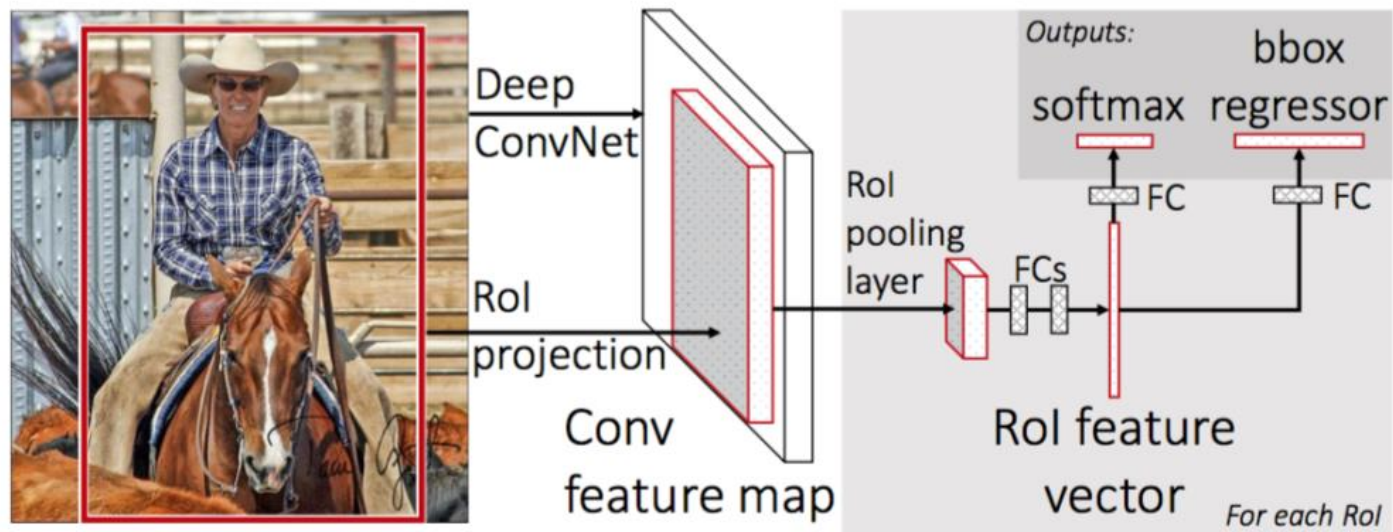 Deep
ConvNet
RoI
projection
Conv
feature map
RoI
pooling
layer
FCs
Outputs:
softmax
bbox
regressor
FC
FC
RoI feature
vector
For each RoI